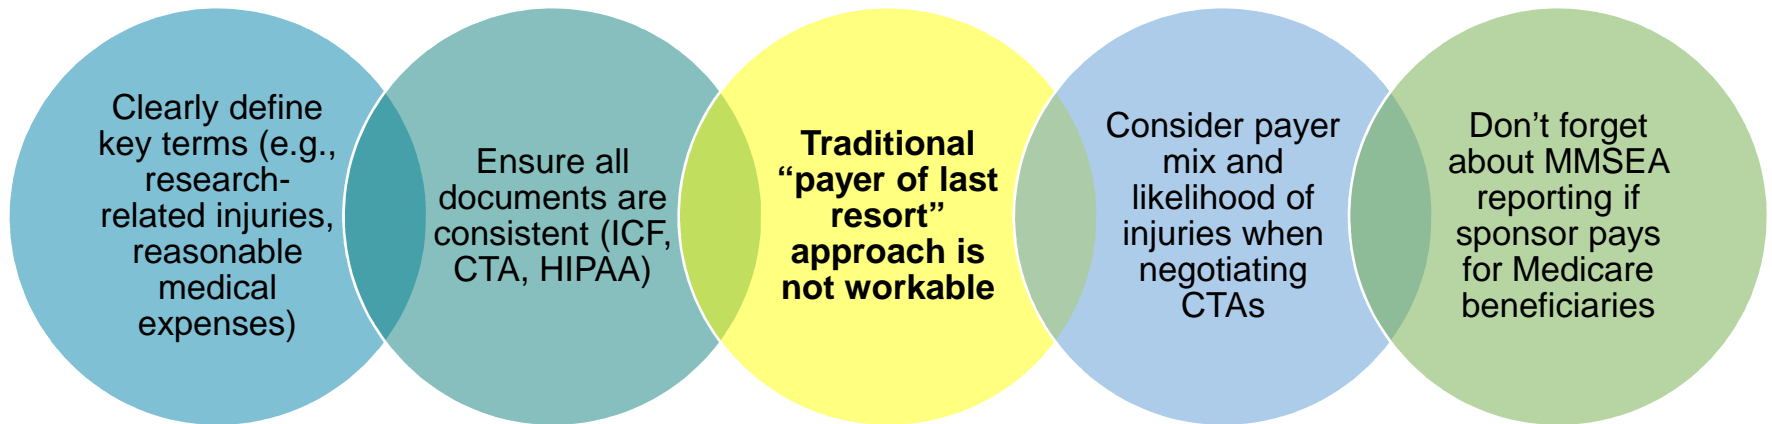 Clearly define
key terms (e.g.,
research-
related injuries,
reasonable
medical
expenses)
Ensure all
documents are
consistent (ICF,
CTA, HIPAA)
Traditional
“payer of last
resort”
approach is
not workable
Consider payer
mix and
likelihood of
injuries when
negotiating
CTAs
Don’t forget
about MMSEA
reporting if
sponsor pays
for Medicare
beneficiaries